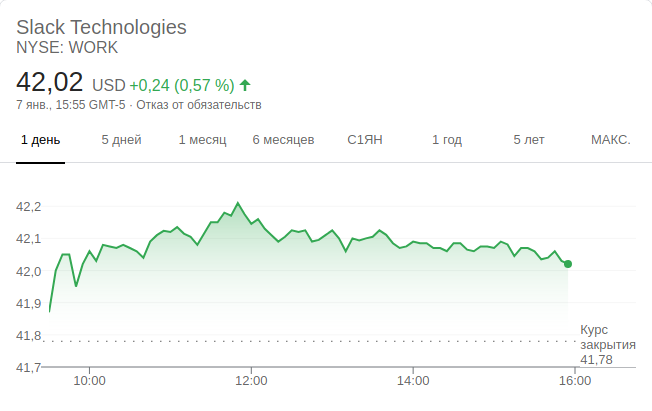 Slack Technologies
NYSE: WORK
42,02 USD +0,24 (0,57 %)
7 янв., 15:55 GMT-5 · Отказ от обязательств
1 день 5 дней 1 месяц 6 месяцев С1ЯН 1 год 5 лет МАКС.
42,2
42,1
42,0
41,9
41,8
41,7
Курс
закрытия
41,78
10:00 12:00 14:00 16:00